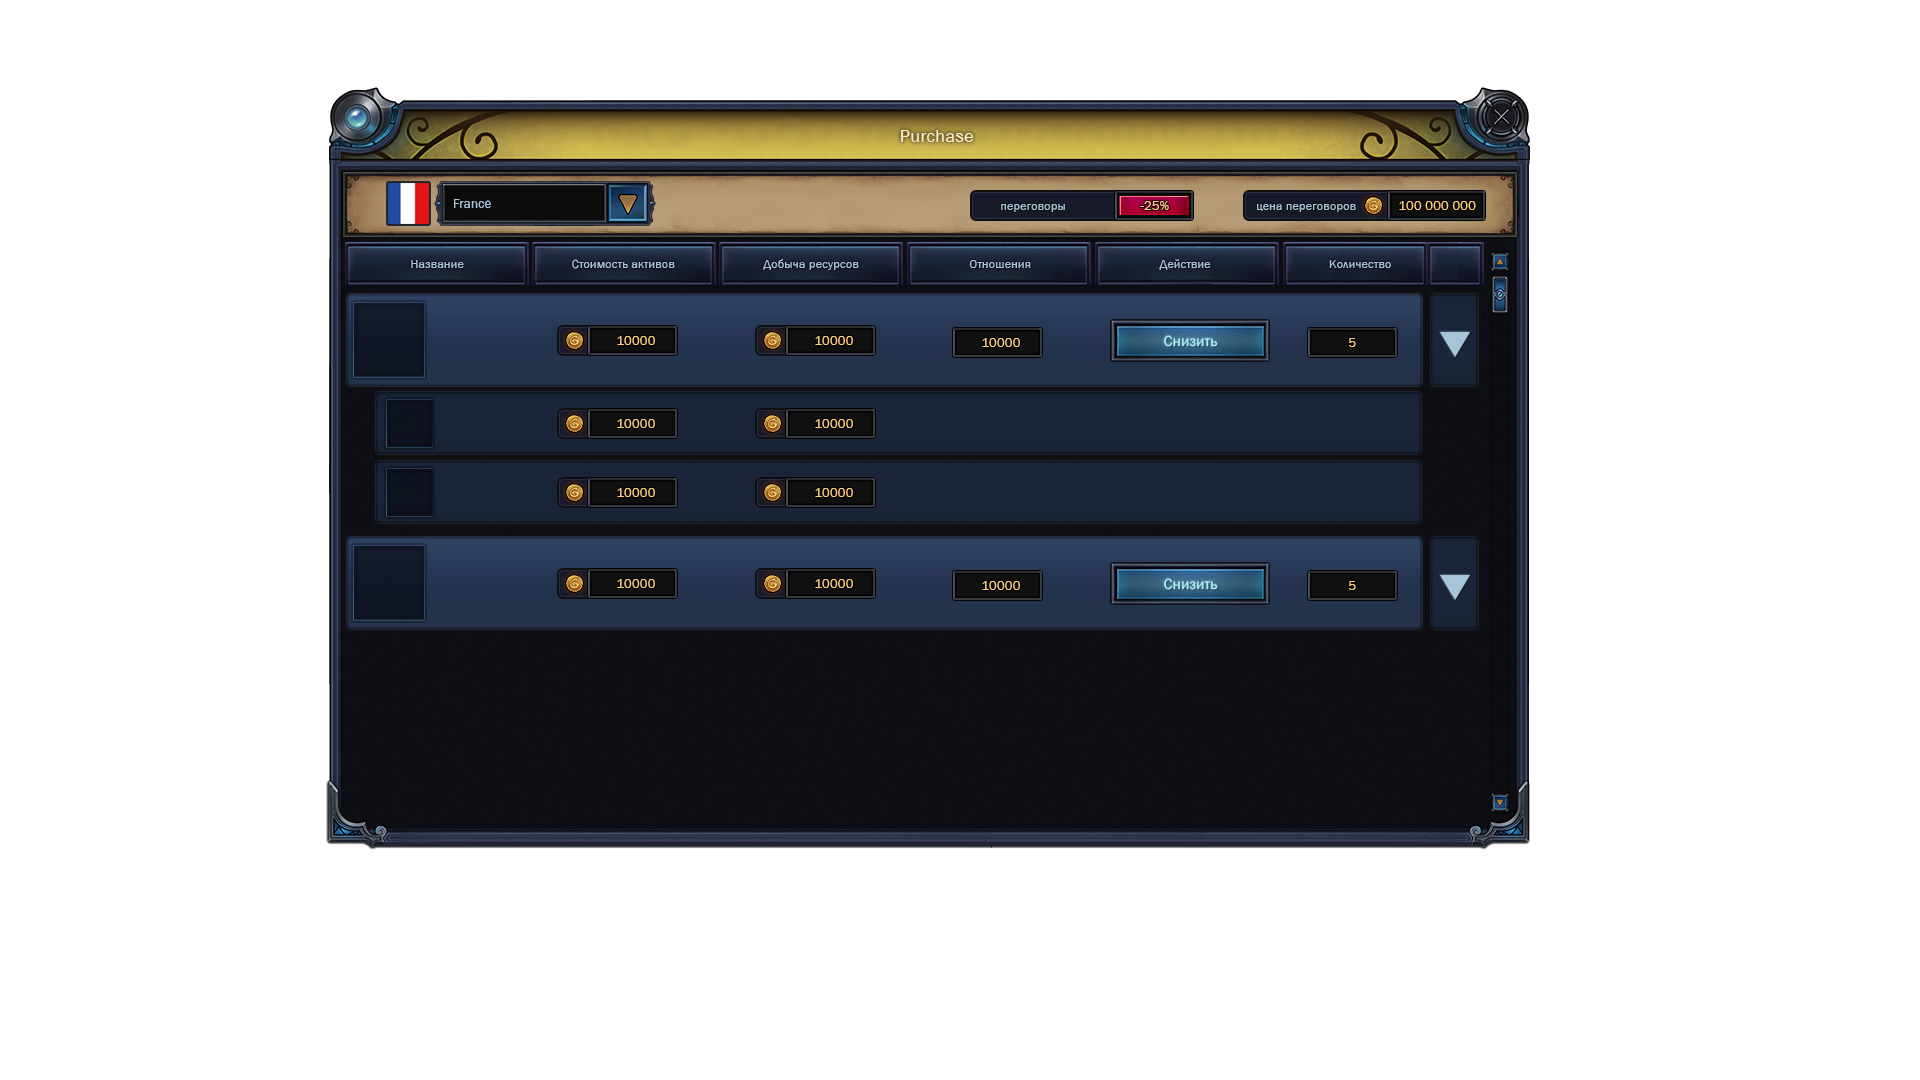 Purchase
France
переговоры -25% цена переговоров 100 000 000
Название Стоимость активов Добыча ресурсов Отношения Действие Количество
10000 10000 10000 Снизить 5
10000 10000
10000 10000
10000 10000 10000 Снизить 5